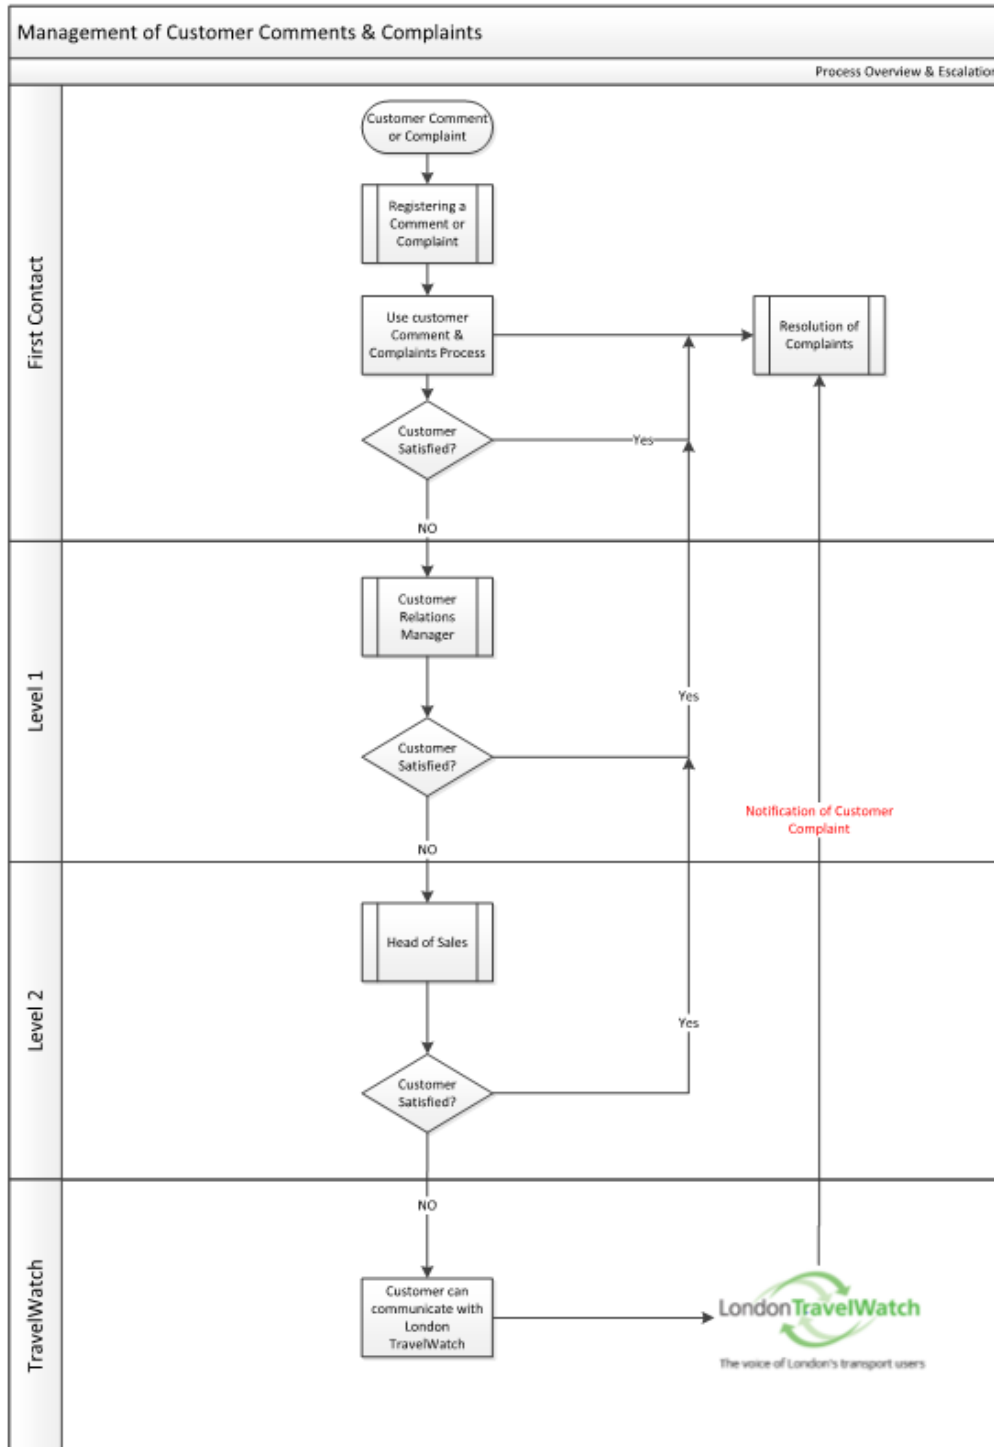 Management of Customer Comments & Complaints
Process Overview & Escalation
First Contact
Customer Comment
or Complaint
Registering a
Comment or
Complaint
Use customer
Comment &
Complaints Process
Resolution of
Complaints
Customer
Satisfied?
Yes
NO
Level 1
Customer
Relations
Manager
Yes
Customer
Satisfied?
Notification of Customer
Complaint
NO
Level 2
Head of Sales
Yes
Customer
Satisfied?
NO
TravelWatch
Customer can
communicate with
London
TravelWatch
LondonTravelWatch
The voice of London's transport users